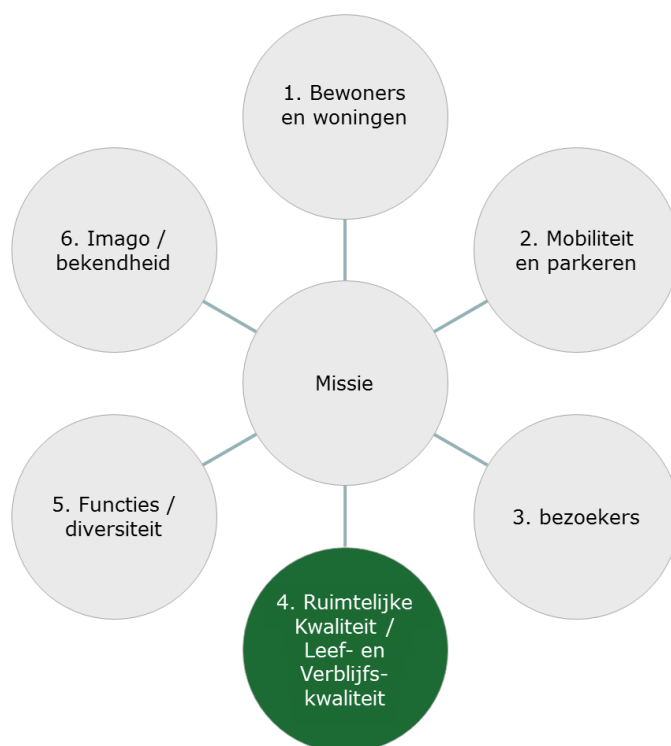 1. Bewoners
en woningen
6. Imago /
bekendheid
2. Mobiliteit
en parkeren
Missie
5. Functies /
diversiteit
3. bezoekers
4. Ruimtelijke
Kwaliteit /
Leef- en
Verblijfs-
kwaliteit